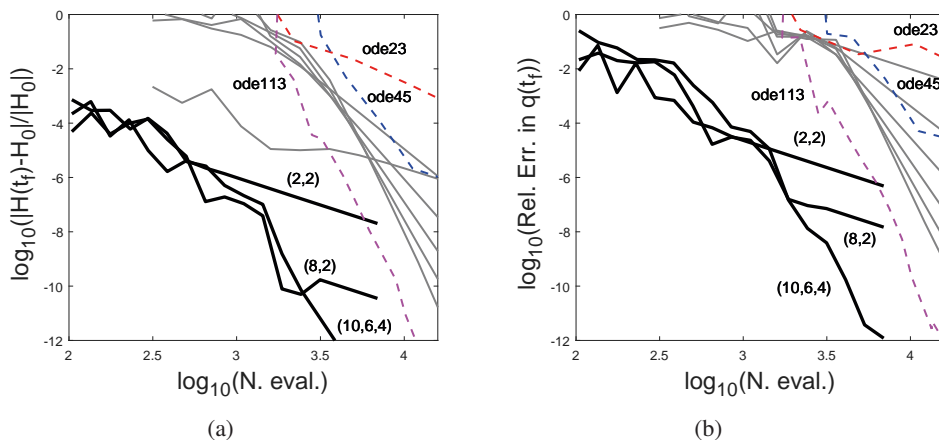 0
-2
-4
-6
-8
-10
-12
2
2.5
3
3.5
4
log10(|H(tf)-H0|/|H0|)
log10(N. eval.)
ode23
ode113
ode45
(2,2)
(8,2)
(10,6,4)
(a)
0
-2
-4
-6
-8
-10
-12
2
2.5
3
3.5
4
log10(Rel. Err. in q(tf))
log10(N. eval.)
ode23
ode45
ode113
(2,2)
(8,2)
(10,6,4)
(b)